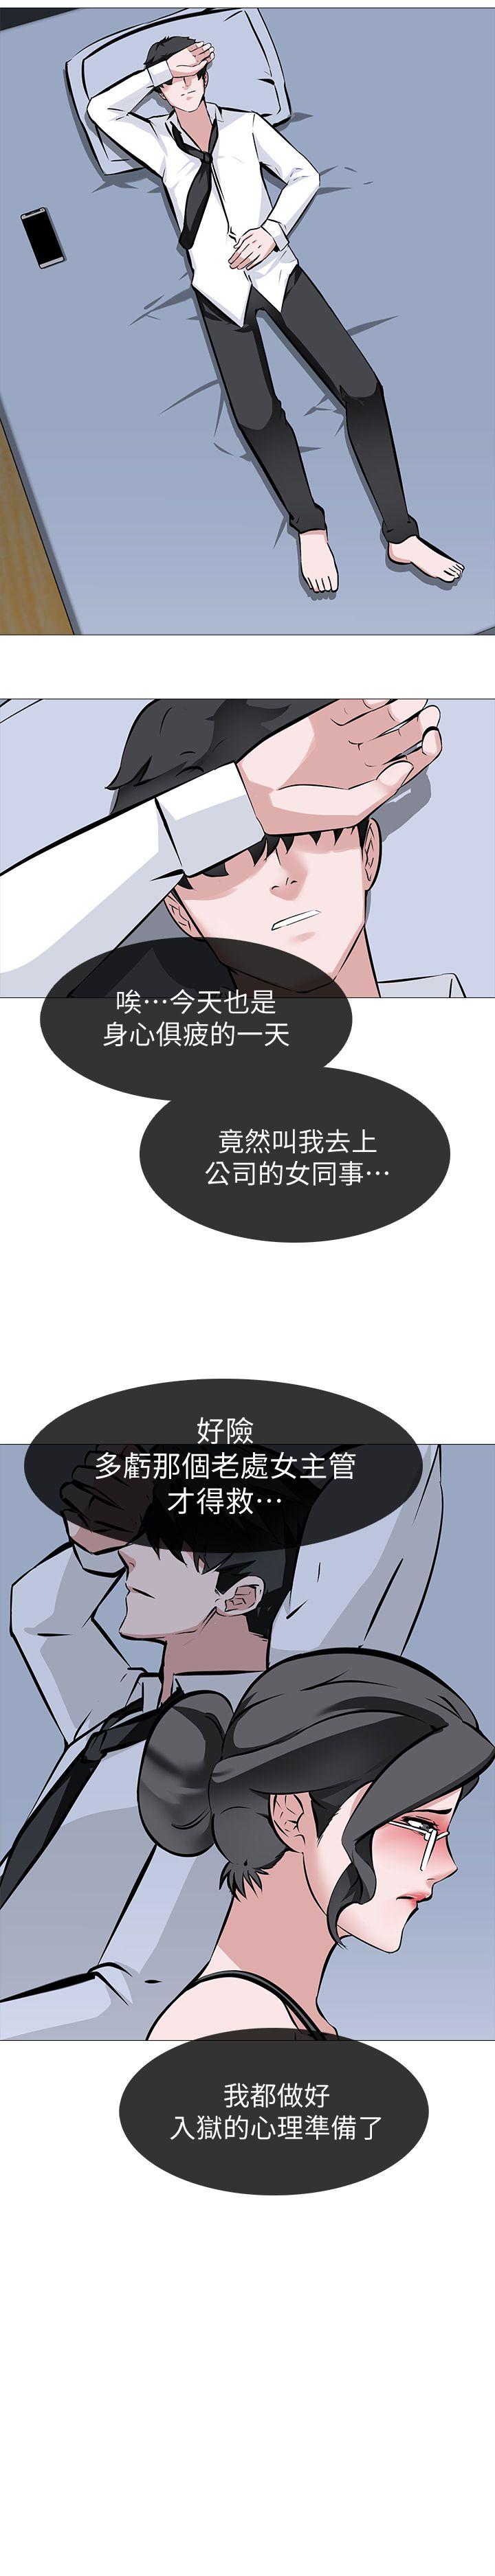 唉⋯今天也是
身心俱疲的一天
竟然叫我去上
公司的女同事⋯
好險
多虧那個老處女主管
才得救⋯
我都做好
入獄的心理準備了